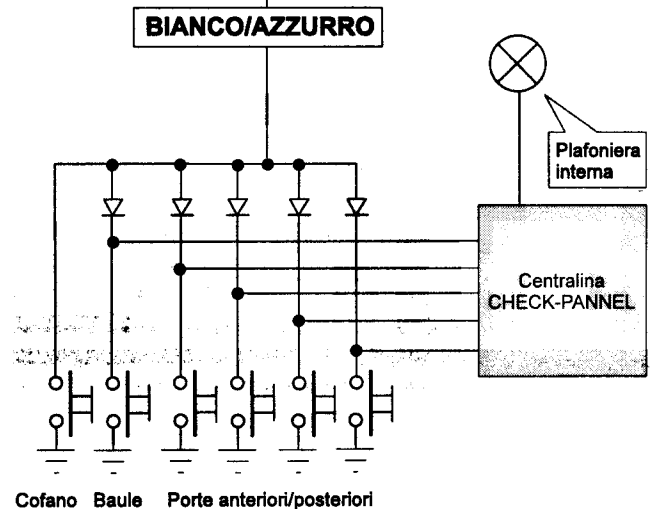 BIANCO/AZZURRO
Plafoniera
interna
Centralina
CHECK-PANNEL
Cofano Baule Porte anteriori/posteriori